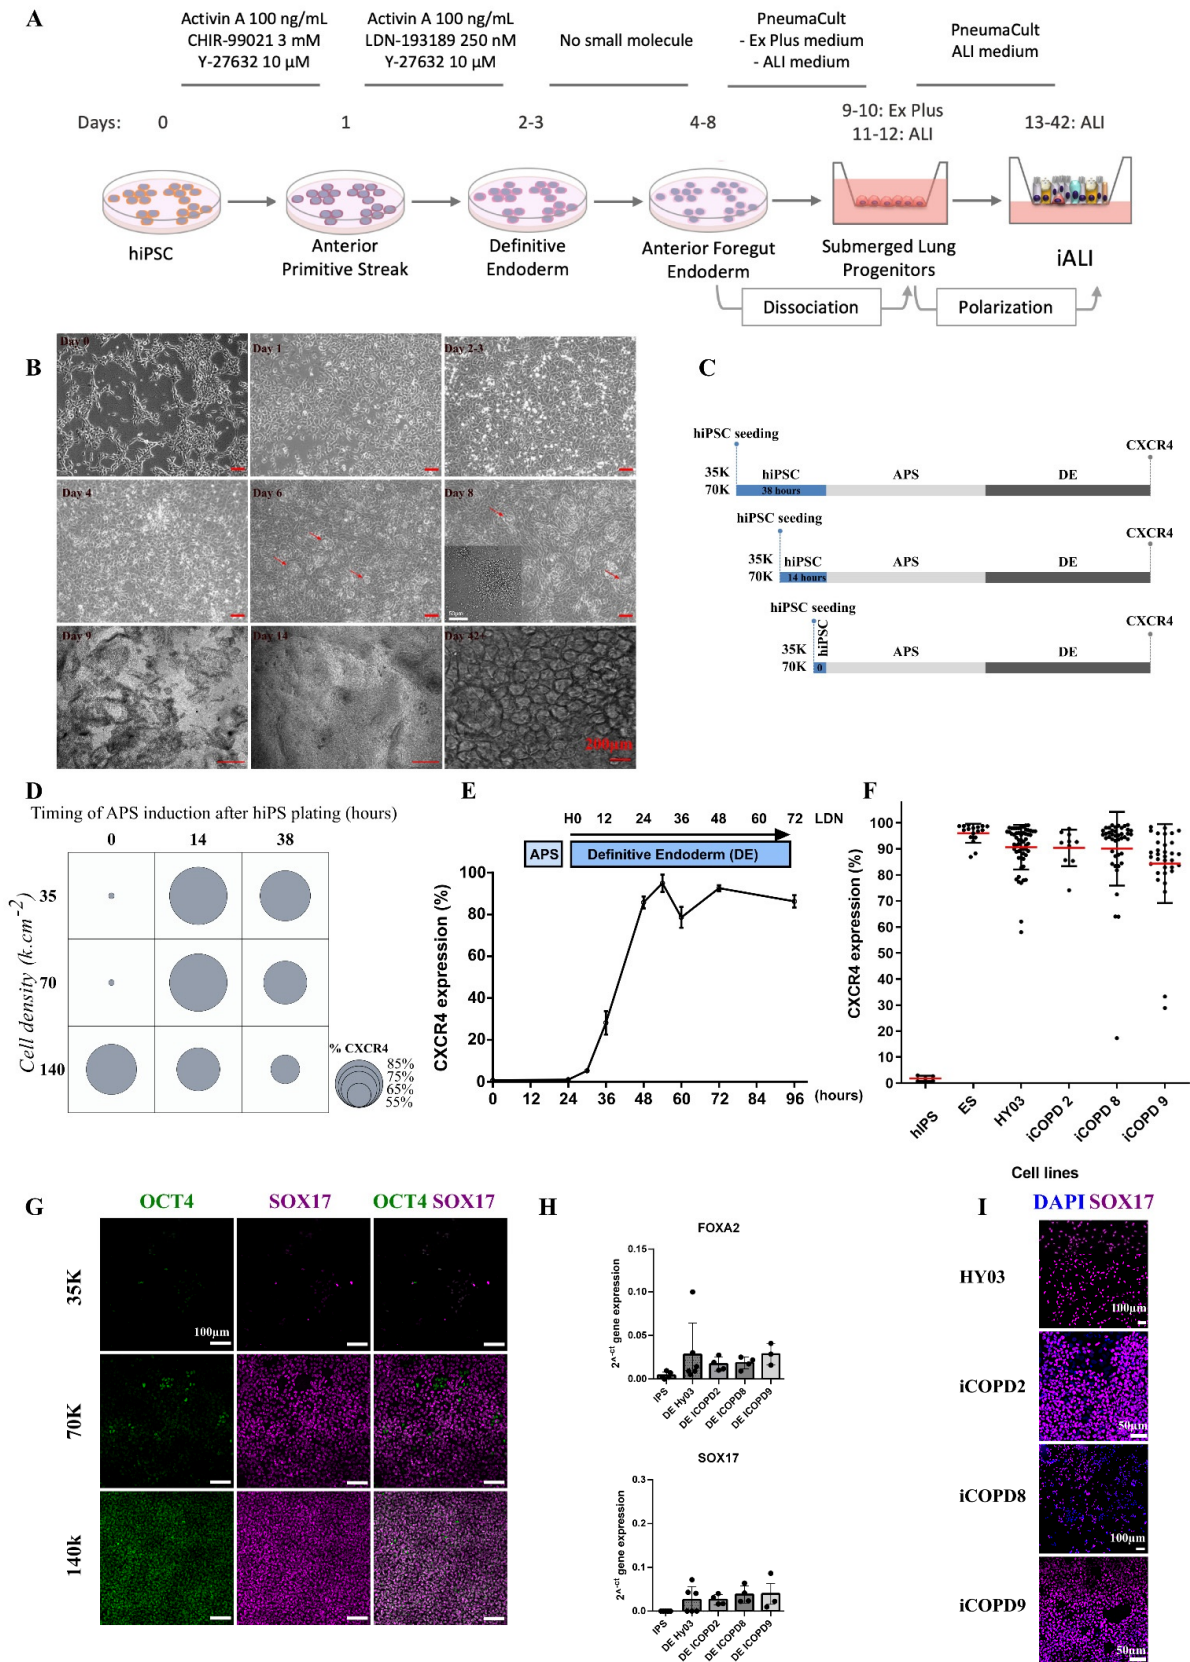 A
Activin A 100 ng/mL
CHIR-99021 3 mM
Y-27632 10 µM
Activin A 100 ng/mL
LDN-193189 250 nM
Y-27632 10 µM
No small molecule
PneumaCult
- Ex Plus medium
- ALI medium
PneumaCult
ALI medium
Days:
0
1
2-3
4-8
9-10: Ex Plus
11-12: ALI
13-42: ALI
hiPSC
Anterior
Primitive Streak
Definitive
Endoderm
Anterior Foregut
Endoderm
Submerged Lung
Progenitors
iALI
Dissociation
Polarization
B
Day 0
Day 1
Day 2-3
Day 4
Day 6
Day 8
50µm
Day 9
Day 14
Day 42+
200µm
C
hiPSC seeding
CXCR4
35K
70K
hiPSC
38 hours
APS
DE
hiPSC seeding
CXCR4
35K
70K
hiPSC
14 hours
APS
DE
hiPSC seeding
CXCR4
35K
70K
hiPSC
0
APS
DE
D
Timing of APS induction after hiPS plating (hours)
0 14 38
Cell density (k.cm⁻²)
35
70
140
% CXCR4
85%
75%
65%
55%
E
H0 12 24 36 48 60 72 LDN
APS
Definitive Endoderm (DE)
CXCR4 expression (%)
100
80
60
40
20
0
0 12 24 36 48 60 72 84 96 (hours)
F
CXCR4 expression (%)
100
90
80
70
60
50
40
30
20
10
0
hIPS
ES
HY03
iCOPD 2
iCOPD 8
iCOPD 9
Cell lines
G
OCT4
SOX17
OCT4 SOX17
35K
100µm
70K
140k
H
FOXA2
2^-ct gene expression
0.15
0.10
0.05
0.00
IPS
DE Hy03
DE ICOPD2
DE ICOPD8
DE ICOPD9
SOX17
2^-ct gene expression
0.3
0.2
0.1
0.0
IPS
DE Hy03
DE ICOPD2
DE ICOPD8
DE ICOPD9
I
DAPI SOX17
HY03
100µm
iCOPD2
50µm
iCOPD8
100µm
iCOPD9
50µm